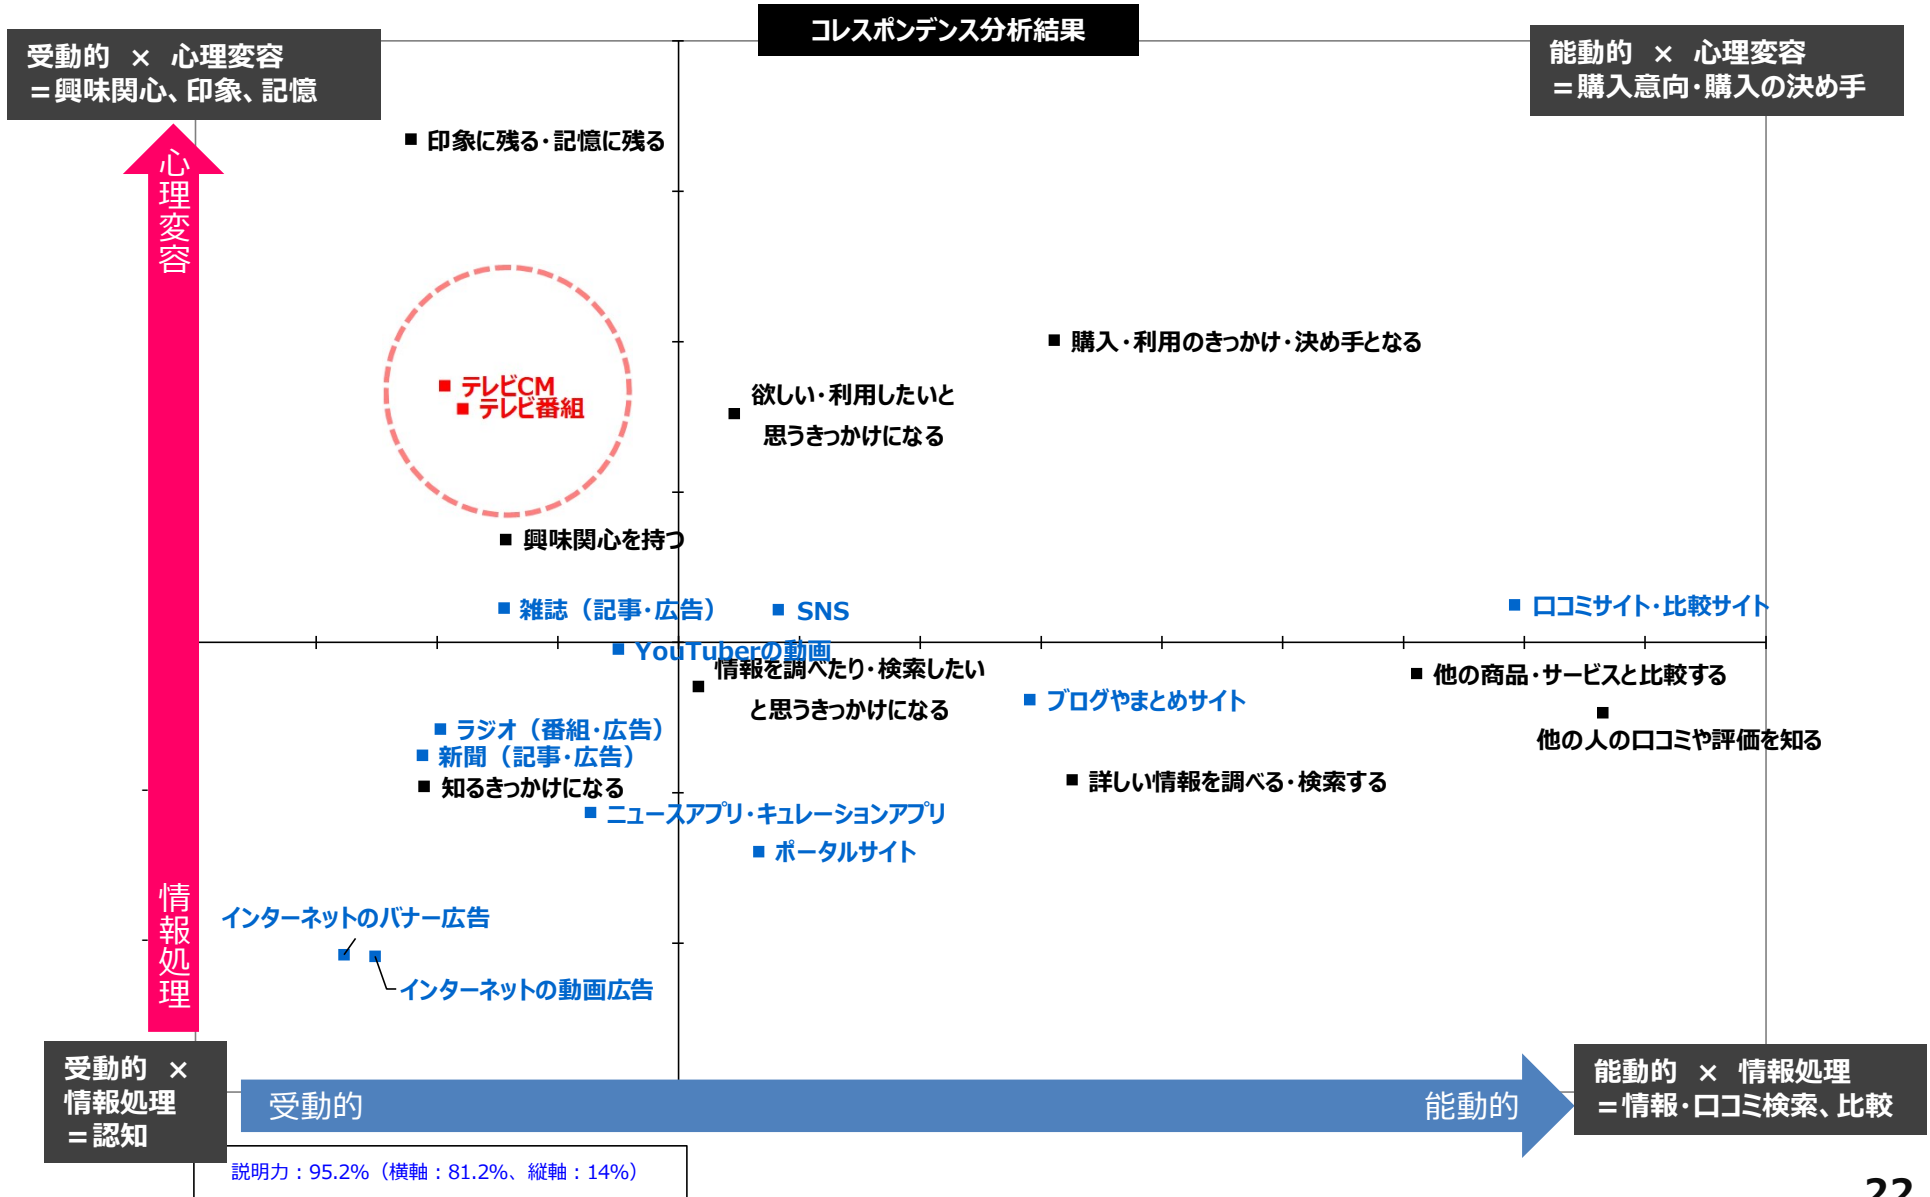 コレスポンデンス分析結果
受動的 × 心理変容
＝興味関心、印象、記憶
能動的 × 心理変容
＝購入意向・購入の決め手
心理変容
印象に残る・記憶に残る
購入・利用のきっかけ・決め手となる
テレビCM
テレビ番組
欲しい・利用したいと
思うきっかけになる
興味関心を持つ
雑誌（記事・広告）
SNS
口コミサイト・比較サイト
YouTuberの動画
情報を調べたり・検索したい
と思うきっかけになる
他の商品・サービスと比較する
ブログやまとめサイト
他の人の口コミや評価を知る
ラジオ（番組・広告）
新聞（記事・広告）
知るきっかけになる
詳しい情報を調べる・検索する
ニュースアプリ・キュレーションアプリ
ポータルサイト
情報処理
インターネットのバナー広告
インターネットの動画広告
受動的 ×
情報処理
＝認知
受動的
能動的
能動的 × 情報処理
＝情報・口コミ検索、比較
説明力：95.2%（横軸：81.2%、縦軸：14%）
22